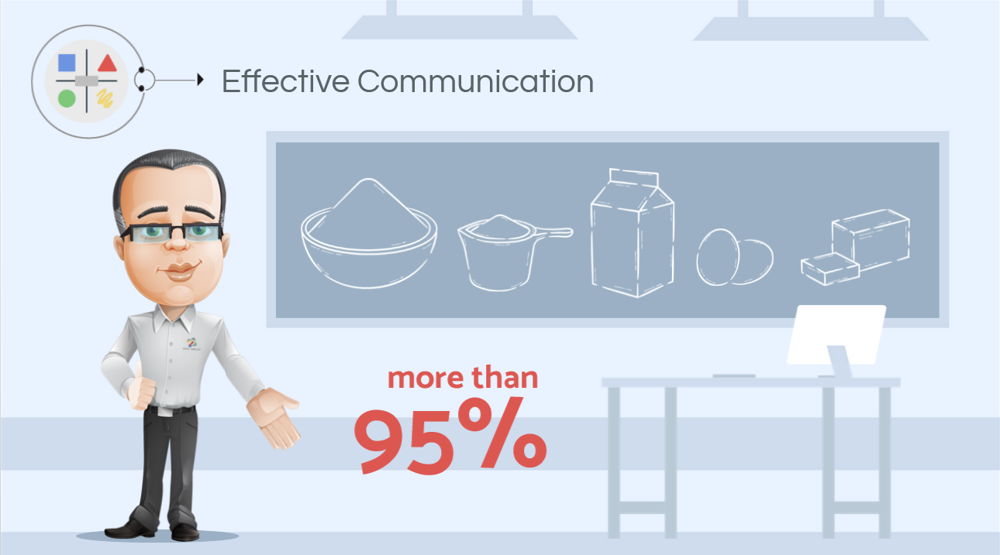 Effective Communication
more than
95%